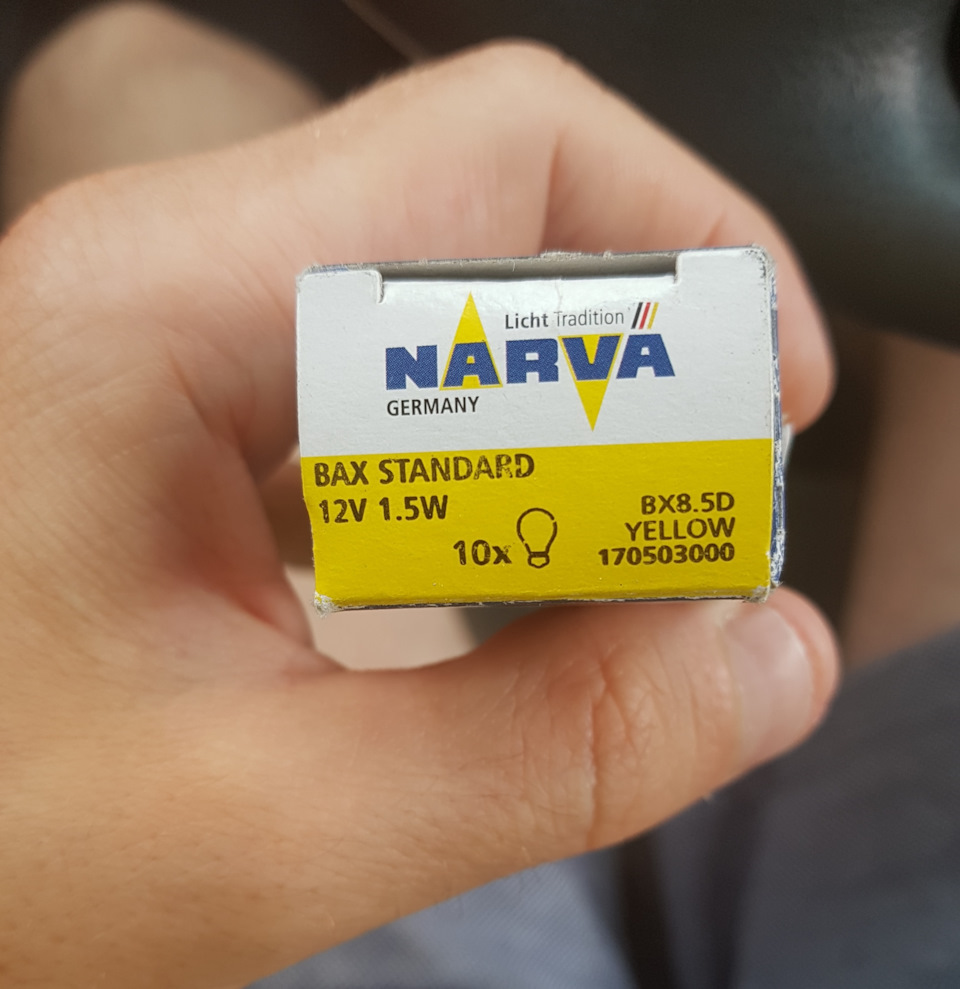 Licht Tradition
NARVA
GERMANY
BAX STANDARD
12V 1.5W
10x
BX8.5D
YELLOW
170503000